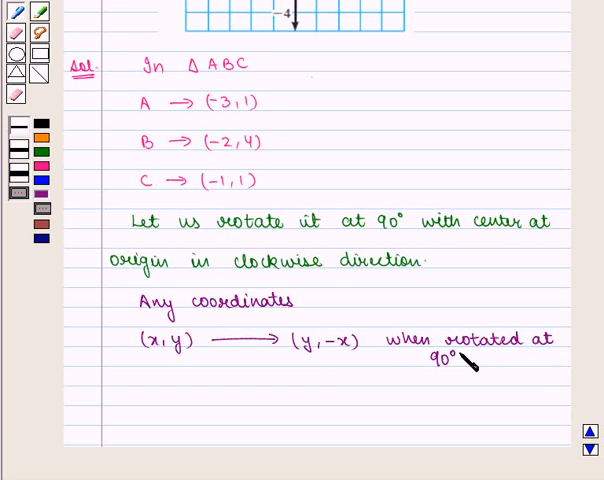 -4
Sol. In △ ABC
A → (-3,1)
B → (-2,4)
C → (-1,1)
Let us rotate it at 90° with center at
origin in clockwise direction.
Any coordinates
(x,y) ⟶ (y,-x) when rotated at
90°